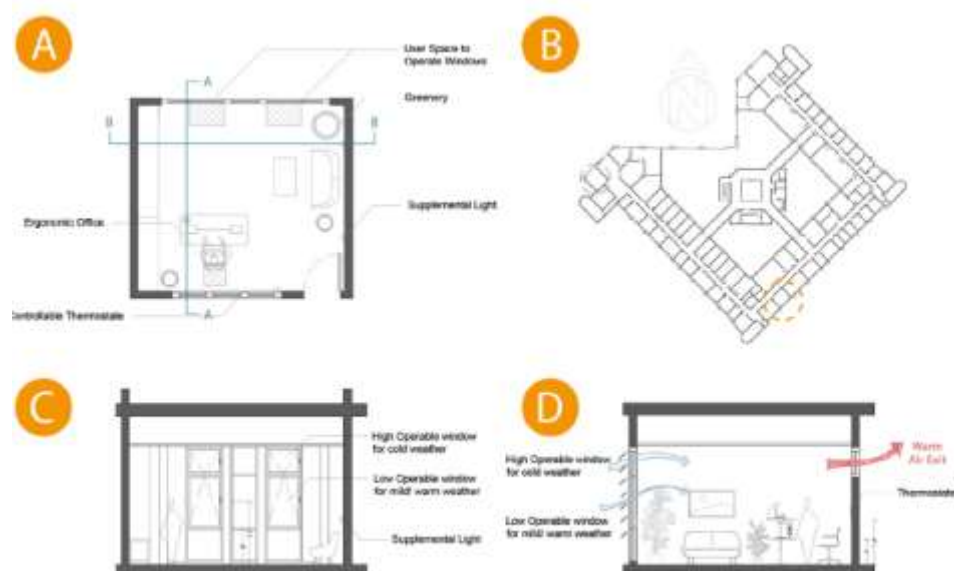 A
User Space to
Operate Windows
Greenery
A
B
B
Supplemental Light
Ergonomic Office
A
Controllable Thermostate
B
N
C
High Operable window
for cold weather
Low Operable window
for mild/ warm weather
Supplemental Light
D
High Operable window
for cold weather
Warm
Air Exit
Thermostate
Low Operable window
for mild/ warm weather